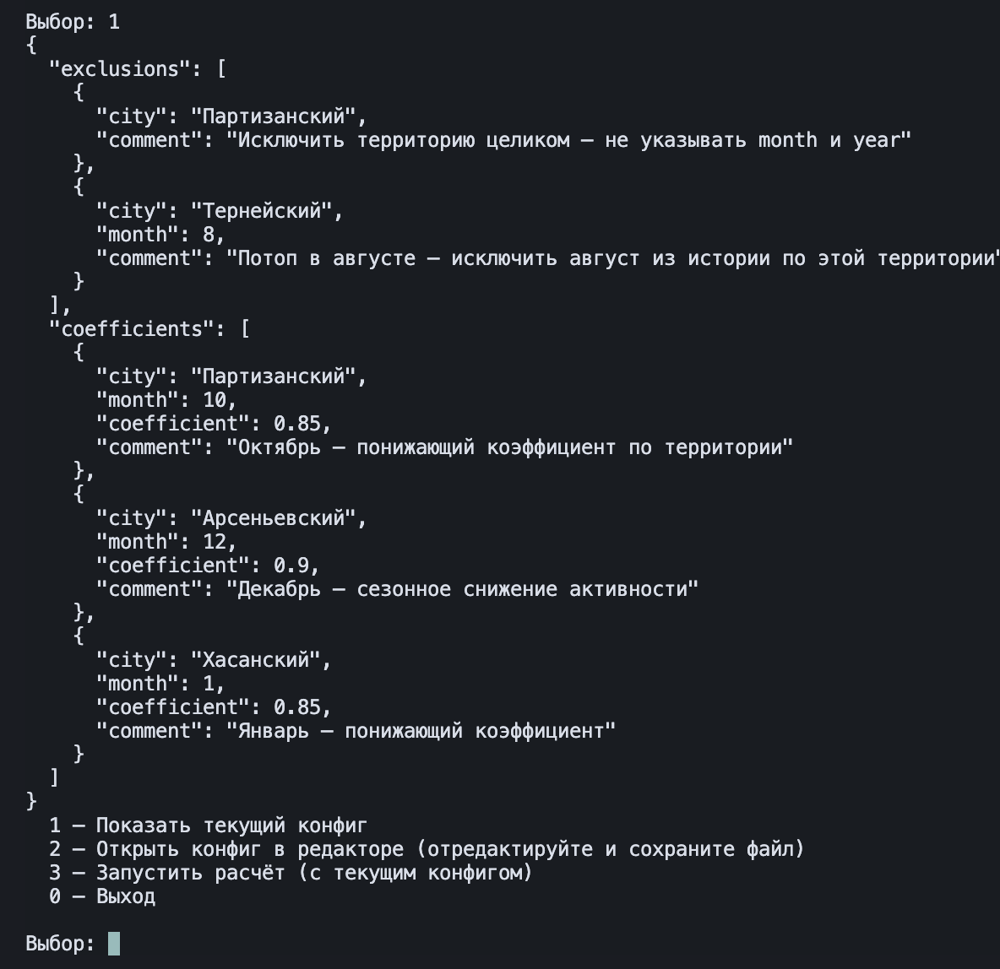 Выбор: 1
{
  "exclusions": [
    {
      "city": "Партизанский",
      "comment": "Исключить территорию целиком — не указывать month и year"
    },
    {
      "city": "Тернейский",
      "month": 8,
      "comment": "Потоп в августе — исключить август из истории по этой территории"
    }
  ],
  "coefficients": [
    {
      "city": "Партизанский",
      "month": 10,
      "coefficient": 0.85,
      "comment": "Октябрь — понижающий коэффициент по территории"
    },
    {
      "city": "Арсеньевский",
      "month": 12,
      "coefficient": 0.9,
      "comment": "Декабрь — сезонное снижение активности"
    },
    {
      "city": "Хасанский",
      "month": 1,
      "coefficient": 0.85,
      "comment": "Январь — понижающий коэффициент"
    }
  ]
}
  1 — Показать текущий конфиг
  2 — Открыть конфиг в редакторе (отредактируйте и сохраните файл)
  3 — Запустить расчёт (с текущим конфигом)
  0 — Выход

Выбор: